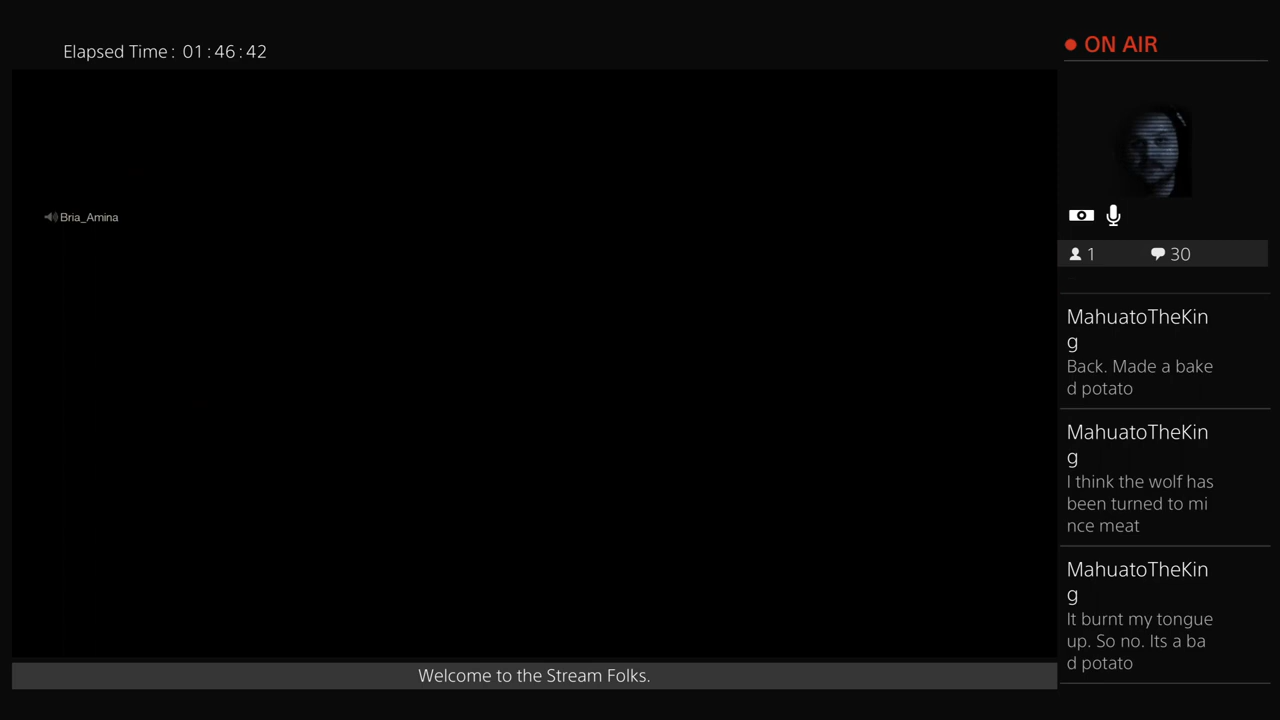 Elapsed Time: 01:46:42
ON AIR
Bria_Amina
1 30
MahuatoTheKin
g
Back. Made a bake
d potato
MahuatoTheKin
g
I think the wolf has
been turned to mi
nce meat
MahuatoTheKin
g
It burnt my tongue
up. So no. Its a ba
d potato
Welcome to the Stream Folks.